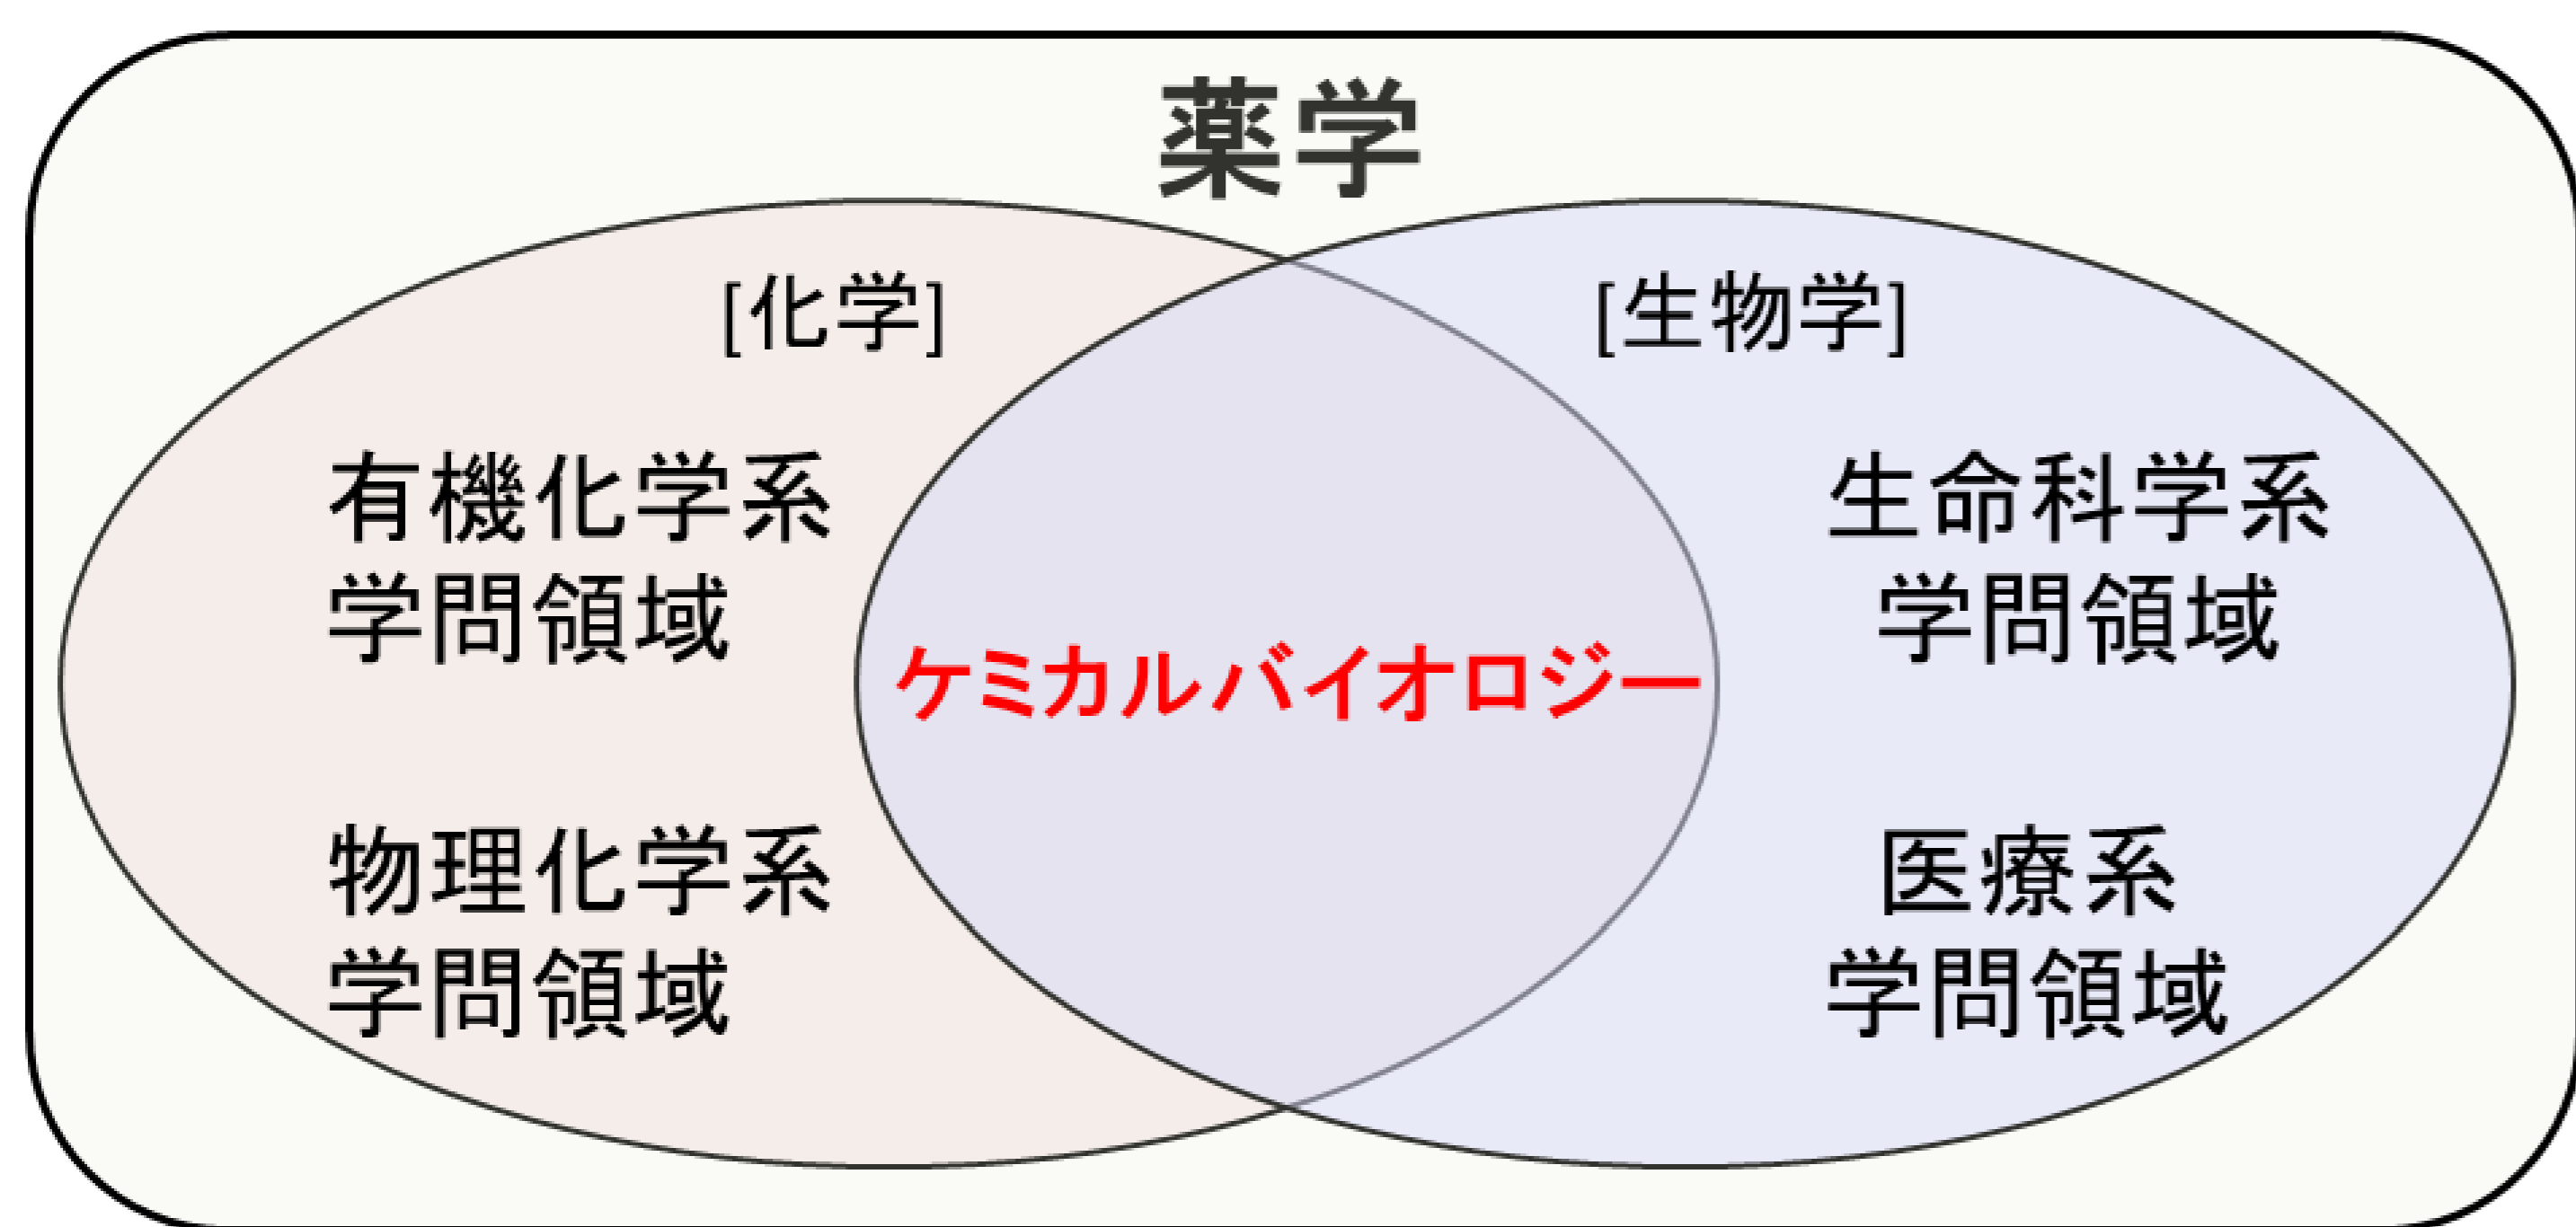 薬学
[化学]
有機化学系
学問領域
物理化学系
学問領域
ケミカルバイオロジー
[生物学]
生命科学系
学問領域
医療系
学問領域